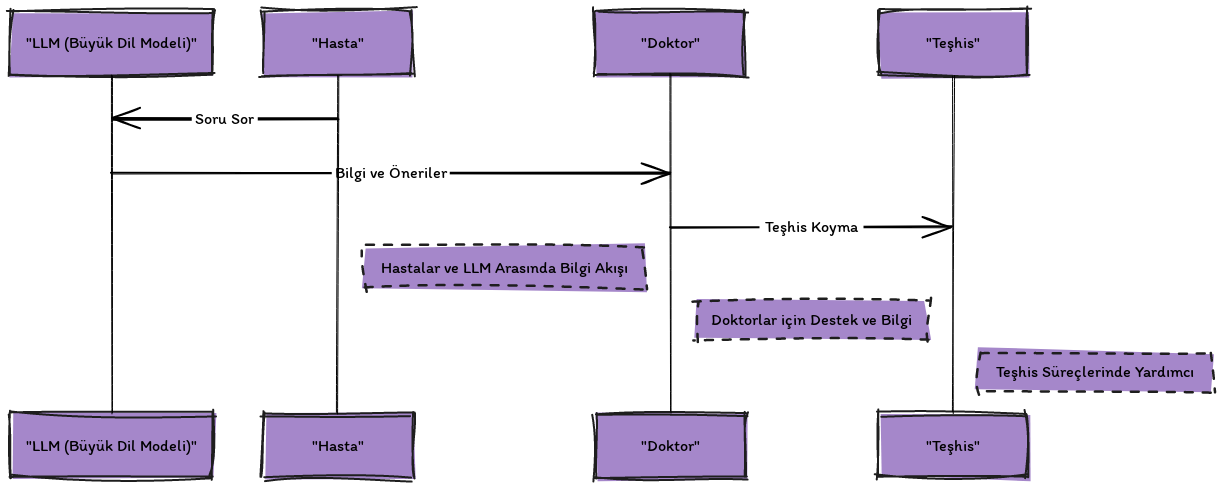 "LLM (Büyük Dil Modeli)"
"Hasta"
"Doktor"
"Teşhis"
Soru Sor
Bilgi ve Öneriler
Teşhis Koyma
Hastalar ve LLM Arasında Bilgi Akışı
Doktorlar için Destek ve Bilgi
Teşhis Süreçlerinde Yardımcı
"LLM (Büyük Dil Modeli)"
"Hasta"
"Doktor"
"Teşhis"